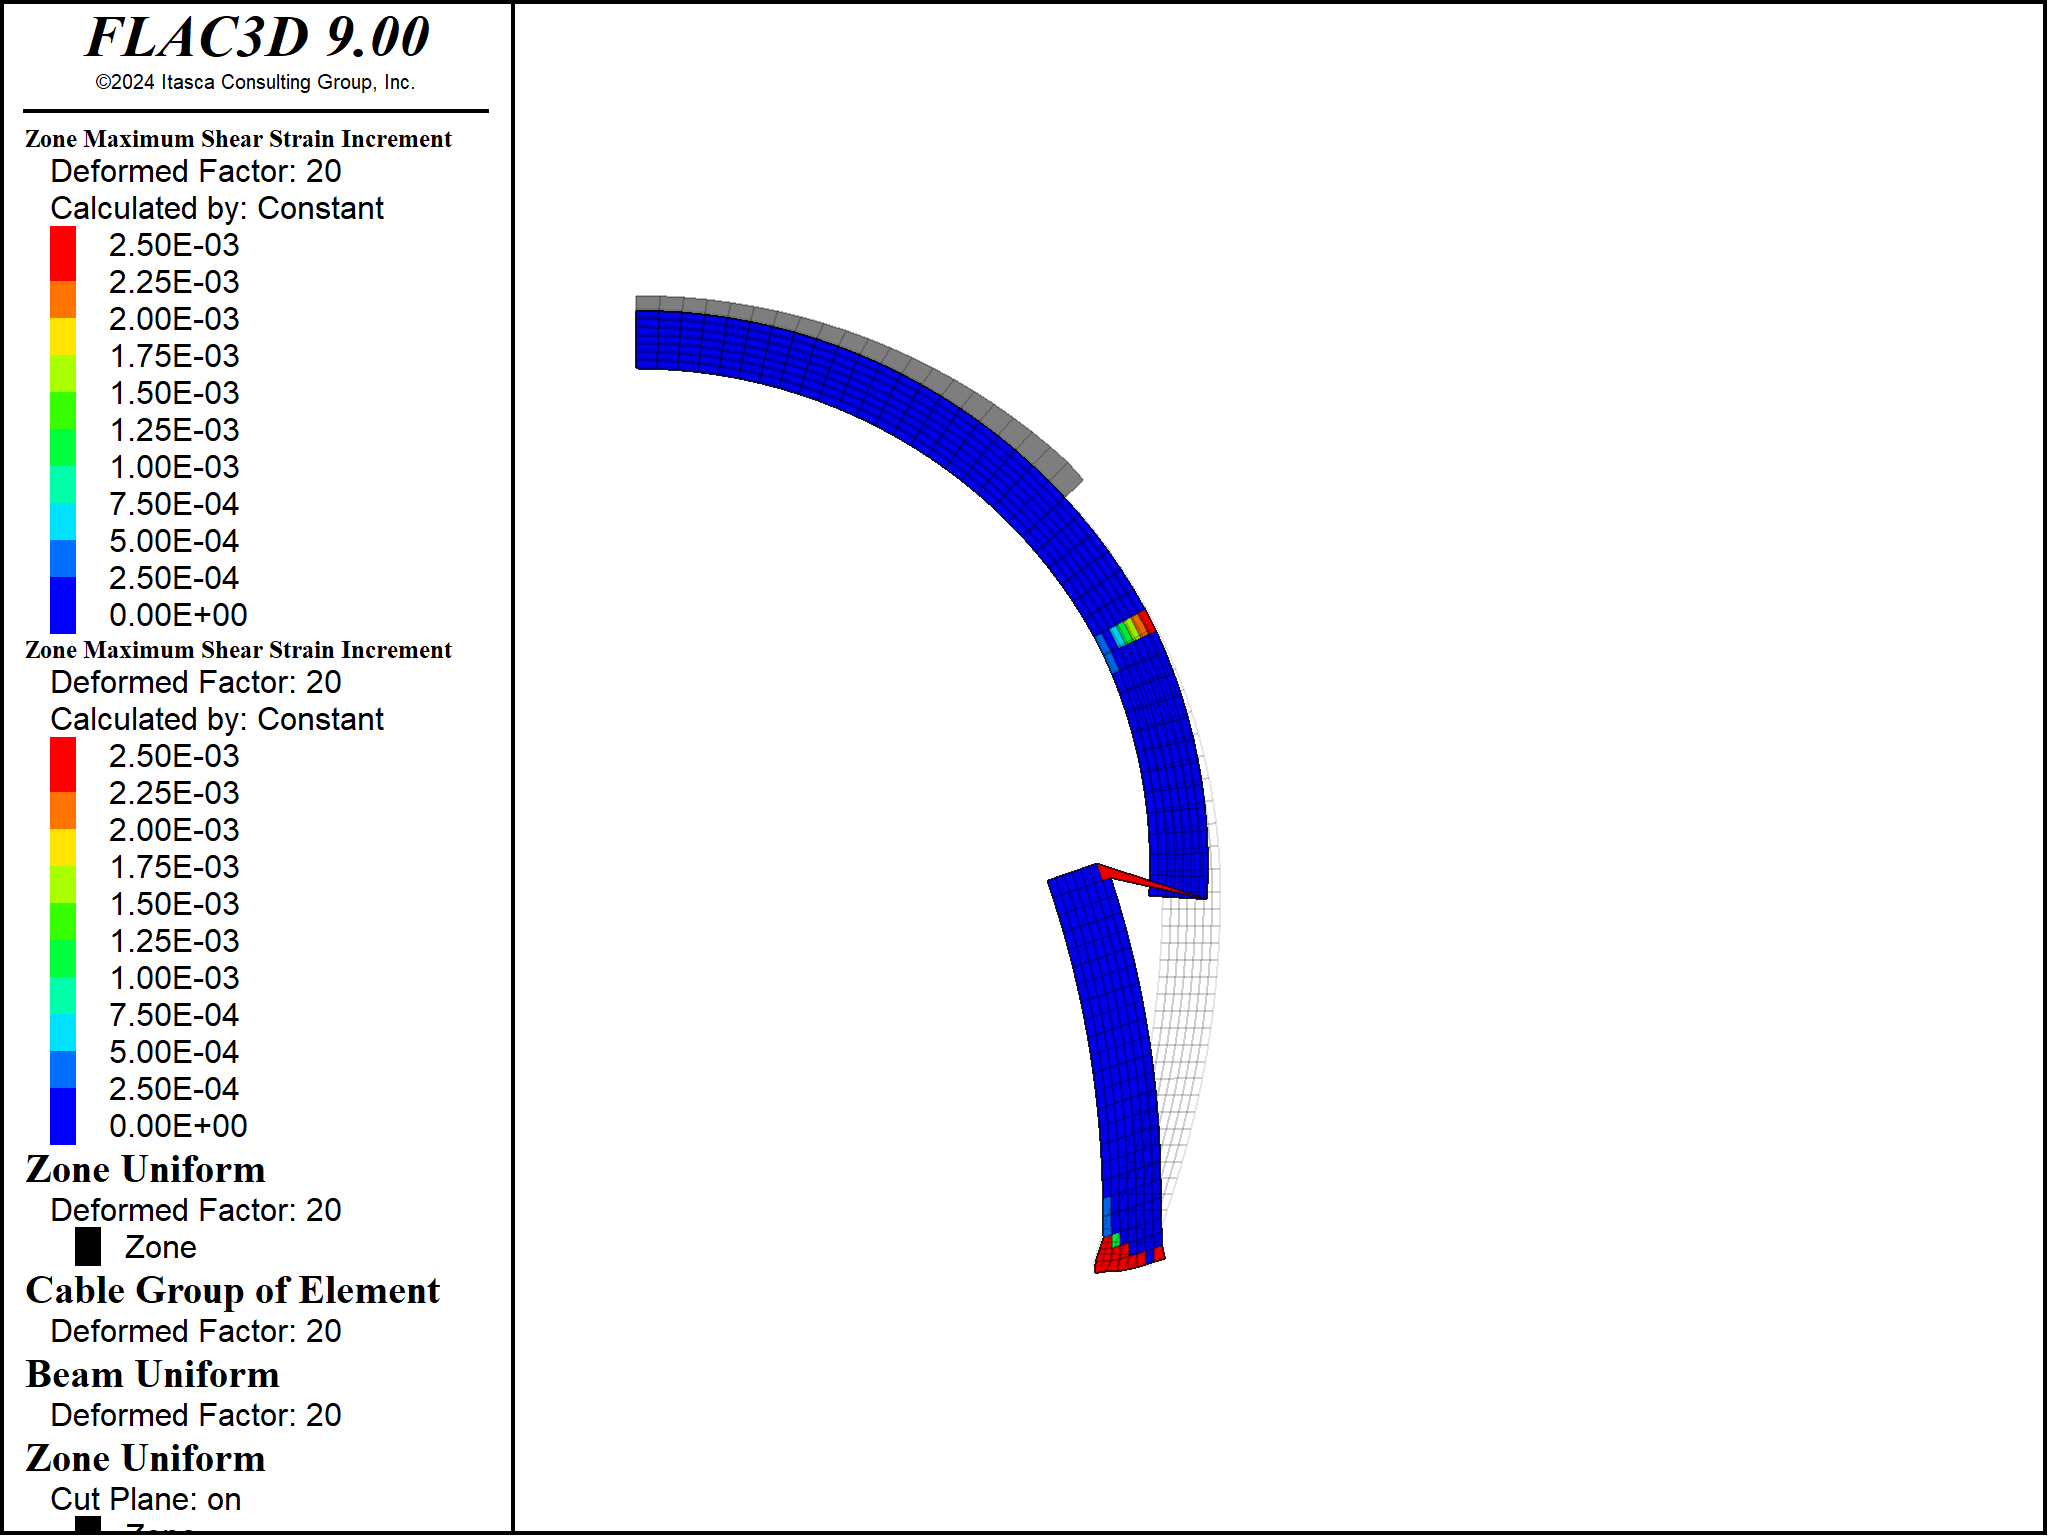 FLAC3D 9.00
©2024 Itasca Consulting Group, Inc.
Zone Maximum Shear Strain Increment
Deformed Factor: 20
Calculated by: Constant
2.50E-03
2.25E-03
2.00E-03
1.75E-03
1.50E-03
1.25E-03
1.00E-03
7.50E-04
5.00E-04
2.50E-04
0.00E+00
Zone Maximum Shear Strain Increment
Deformed Factor: 20
Calculated by: Constant
2.50E-03
2.25E-03
2.00E-03
1.75E-03
1.50E-03
1.25E-03
1.00E-03
7.50E-04
5.00E-04
2.50E-04
0.00E+00
Zone Uniform
Deformed Factor: 20
Zone
Cable Group of Element
Deformed Factor: 20
Beam Uniform
Deformed Factor: 20
Zone Uniform
Cut Plane: on